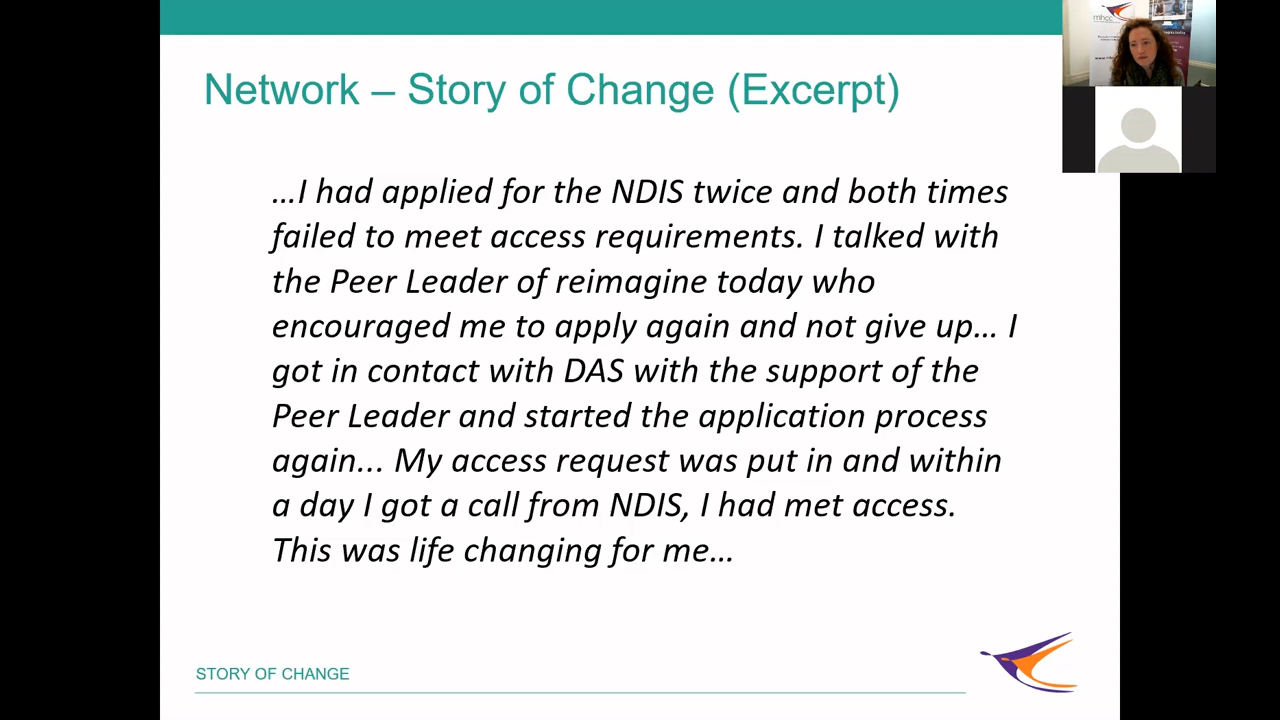 Network – Story of Change (Excerpt)
…I had applied for the NDIS twice and both times
failed to meet access requirements. I talked with
the Peer Leader of reimagine today who
encouraged me to apply again and not give up… I
got in contact with DAS with the support of the
Peer Leader and started the application process
again... My access request was put in and within
a day I got a call from NDIS, I had met access.
This was life changing for me…
STORY OF CHANGE
mhcc